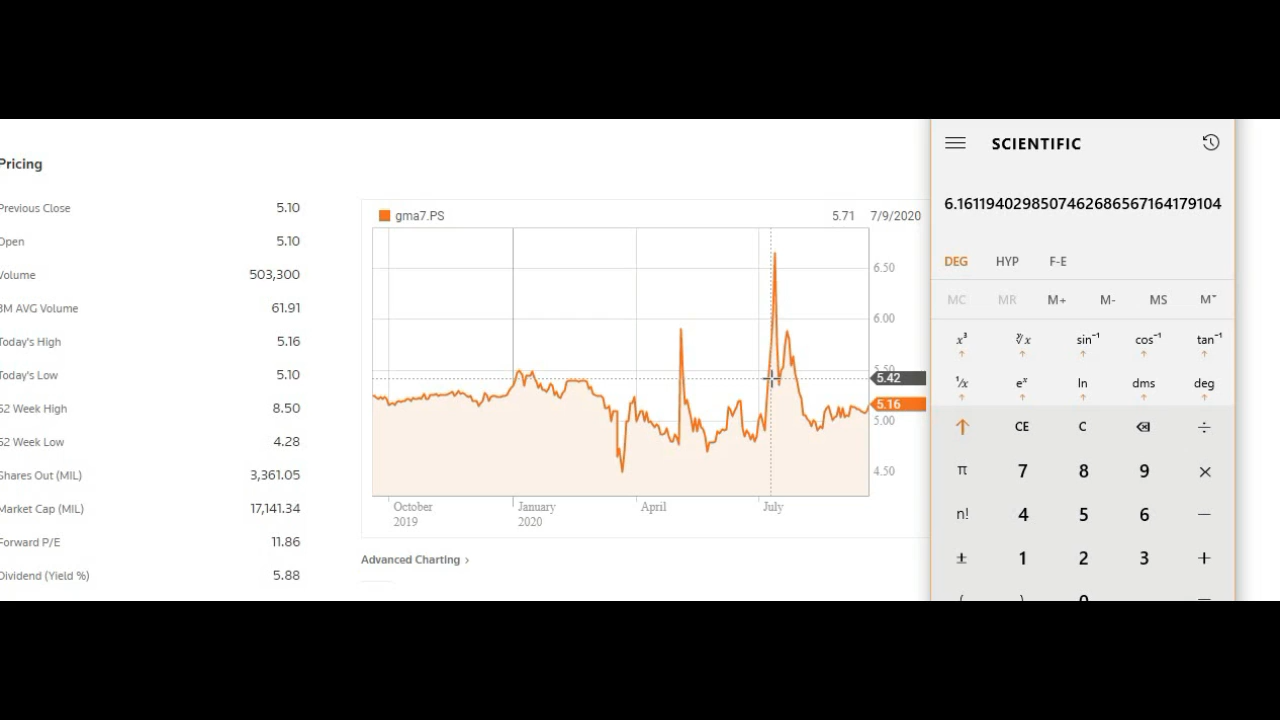 Pricing
Previous Close 5.10
Open 5.10
Volume 503,300
3M AVG Volume 61.91
Today's High 5.16
Today's Low 5.10
52 Week High 8.50
52 Week Low 4.28
Shares Out (MIL) 3,361.05
Market Cap (MIL) 17,141.34
Forward P/E 11.86
Dividend (Yield %) 5.88
gma7.PS 5.71 7/9/2020
6.50
6.00
5.50
5.42
5.16
5.00
4.50
October January April July
2019 2020
Advanced Charting ›
SCIENTIFIC
6.1611940298507462686567164179104
DEG HYP F-E
MC MR M+ M- MS M˅
x³ ʸ√x sin⁻¹ cos⁻¹ tan⁻¹
¹/x eˣ ln dms deg
↑ CE C ⌫ ÷
π 7 8 9 ×
n! 4 5 6 −
± 1 2 3 +
( ) 0